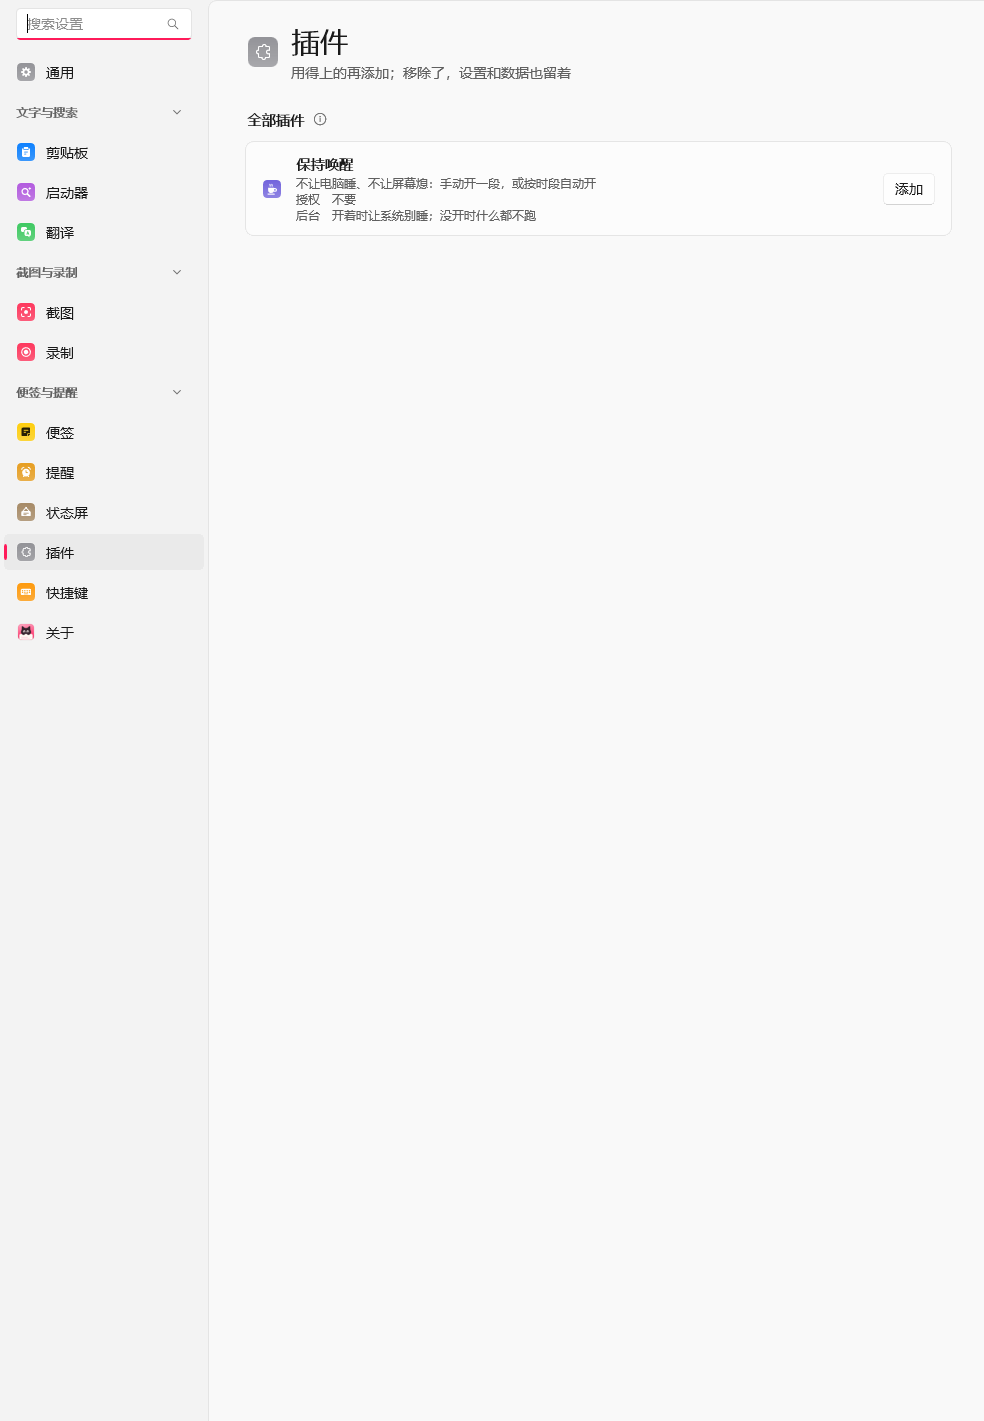 搜索设置
通用
文字与搜索
剪贴板
启动器
翻译
截图与录制
截图
录制
便签与提醒
便签
提醒
状态屏
插件
快捷键
关于
插件
用得上的再添加；移除了，设置和数据也留着
全部插件
保持唤醒
不让电脑睡、不让屏幕熄：手动开一段，或按时段自动开
授权 不要
后台 开着时让系统别睡；没开时什么都不跑
添加